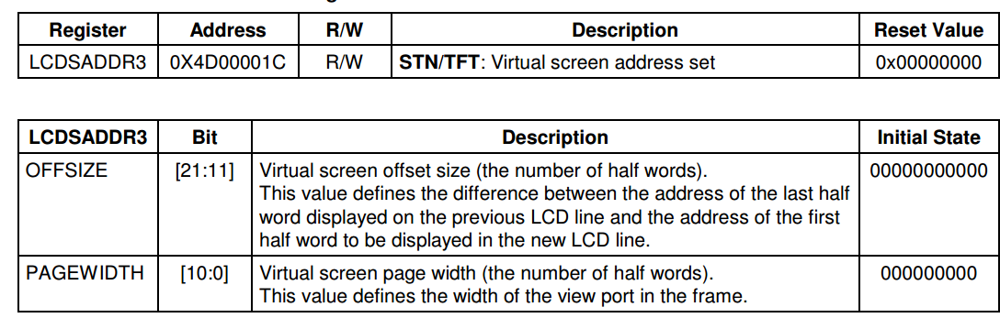 Register Address R/W Description Reset Value
LCDSADDR3 0X4D00001C R/W STN/TFT: Virtual screen address set 0x00000000
LCDSADDR3 Bit Description Initial State
OFFSIZE [21:11] Virtual screen offset size (the number of half words). 00000000000
This value defines the difference between the address of the last half
word displayed on the previous LCD line and the address of the first
half word to be displayed in the new LCD line.
PAGEWIDTH [10:0] Virtual screen page width (the number of half words). 000000000
This value defines the width of the view port in the frame.